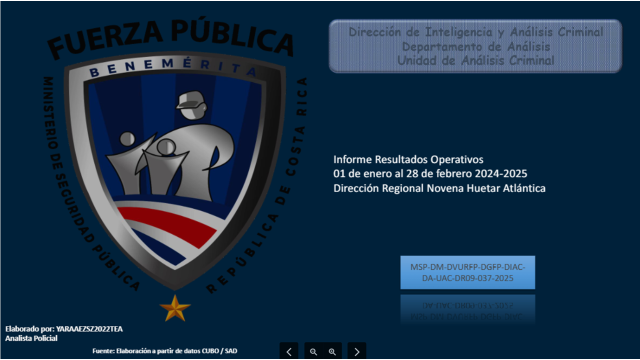 FUERZA PÚBLICA
BENEMÉRITA
MINISTERIO DE SEGURIDAD PÚBLICA
REPÚBLICA DE COSTA RICA
Dirección de Inteligencia y Análisis Criminal
Departamento de Análisis
Unidad de Análisis Criminal
Informe Resultados Operativos
01 de enero al 28 de febrero 2024-2025
Dirección Regional Novena Huetar Atlántica
MSP-DM-DVURFP-DGFP-DIAC-
DA-UAC-DR09-037-2025
Elaborado por: YARAAEZSZ2022TEA
Analista Policial
Fuente: Elaboración a partir de datos CUBO / SAD